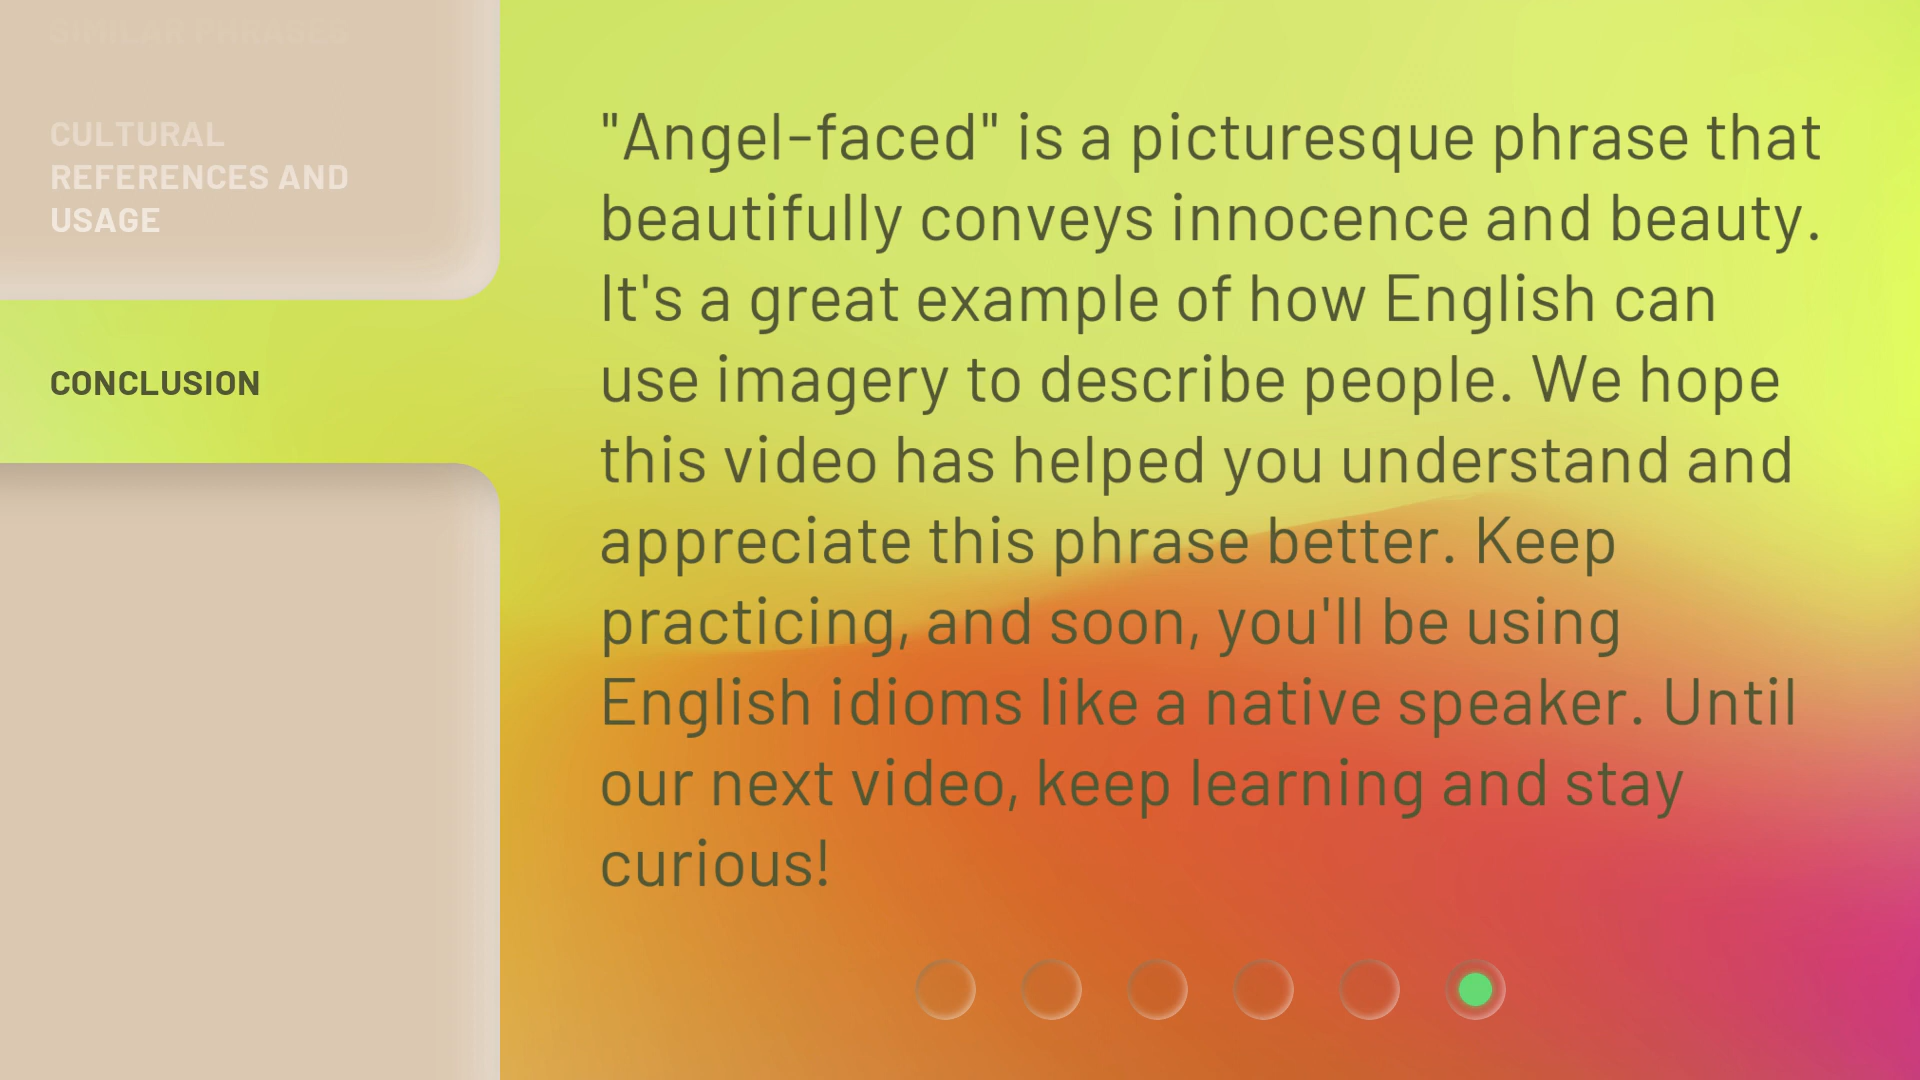 SIMILAR PHRASES
CULTURAL
REFERENCES AND
USAGE
CONCLUSION
"Angel-faced" is a picturesque phrase that
beautifully conveys innocence and beauty.
It's a great example of how English can
use imagery to describe people. We hope
this video has helped you understand and
appreciate this phrase better. Keep
practicing, and soon, you'll be using
English idioms like a native speaker. Until
our next video, keep learning and stay
curious!